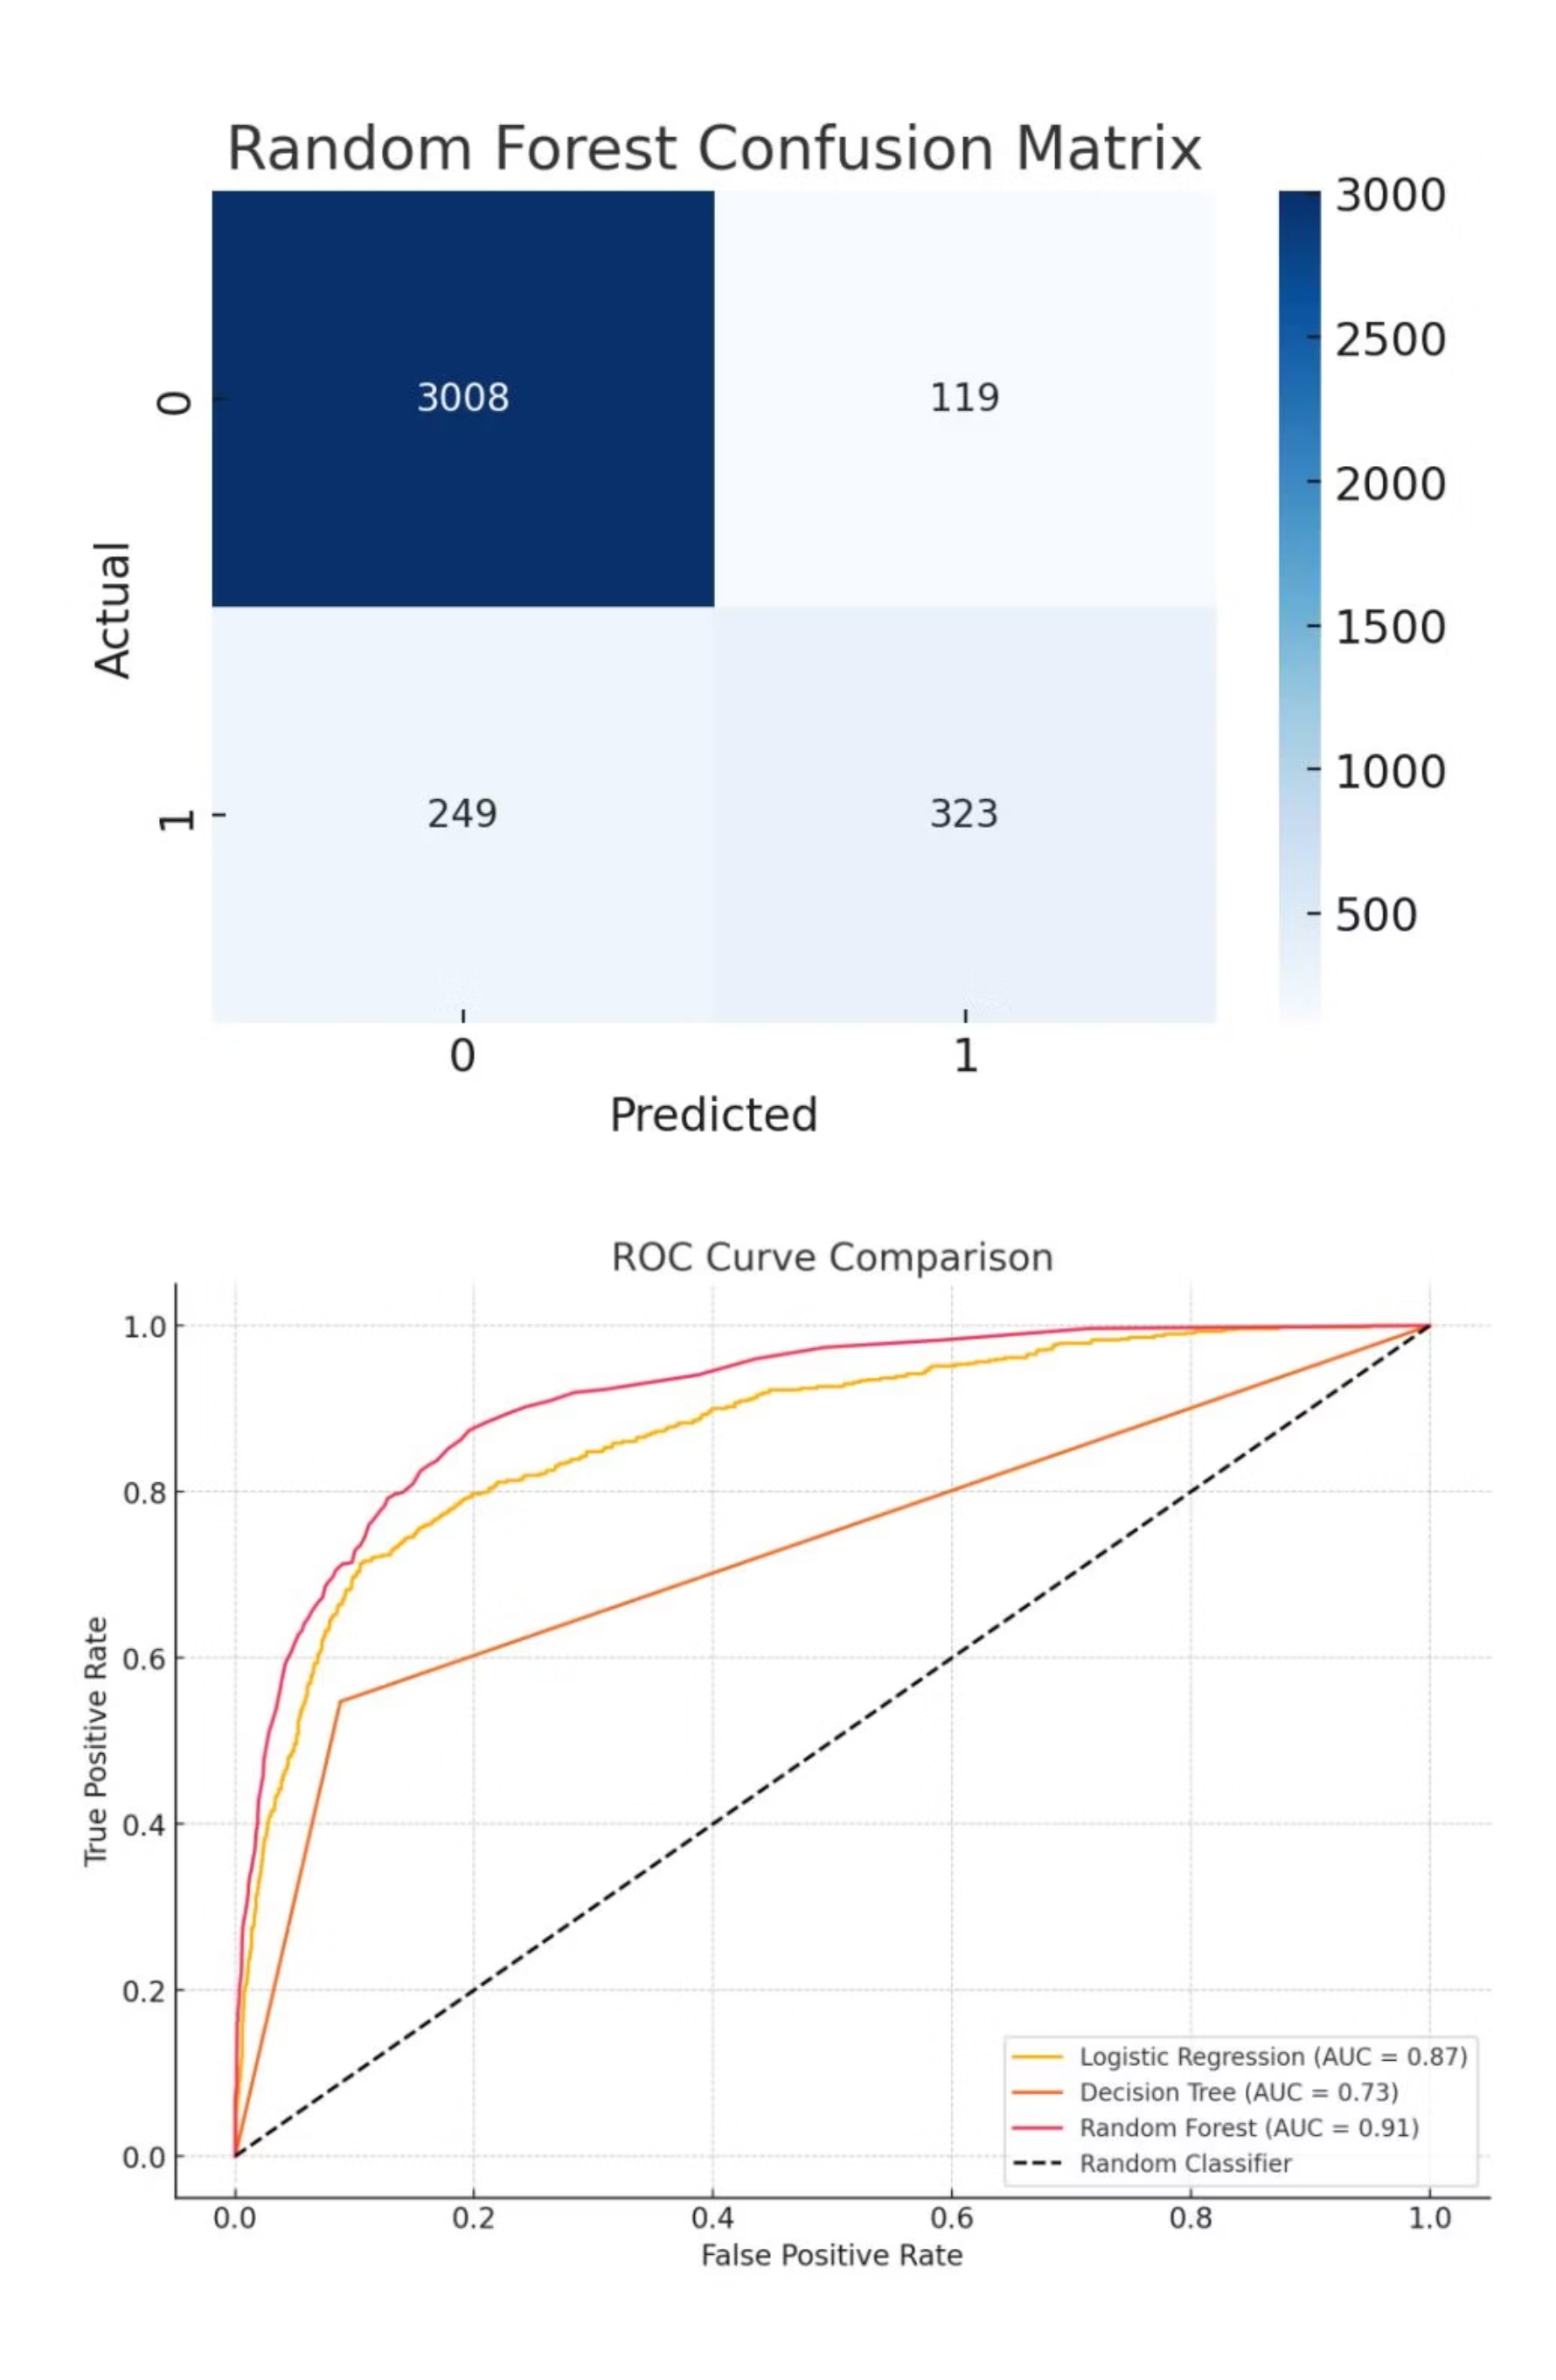 Random Forest Confusion Matrix
3000
2500
2000
1500
1000
500
Actual
0
3008
119
1
249
323
0
1
Predicted
ROC Curve Comparison
True Positive Rate
1.0
0.8
0.6
0.4
0.2
0.0
Logistic Regression (AUC = 0.87)
Decision Tree (AUC = 0.73)
Random Forest (AUC = 0.91)
Random Classifier
0.0
0.2
0.4
0.6
0.8
1.0
False Positive Rate